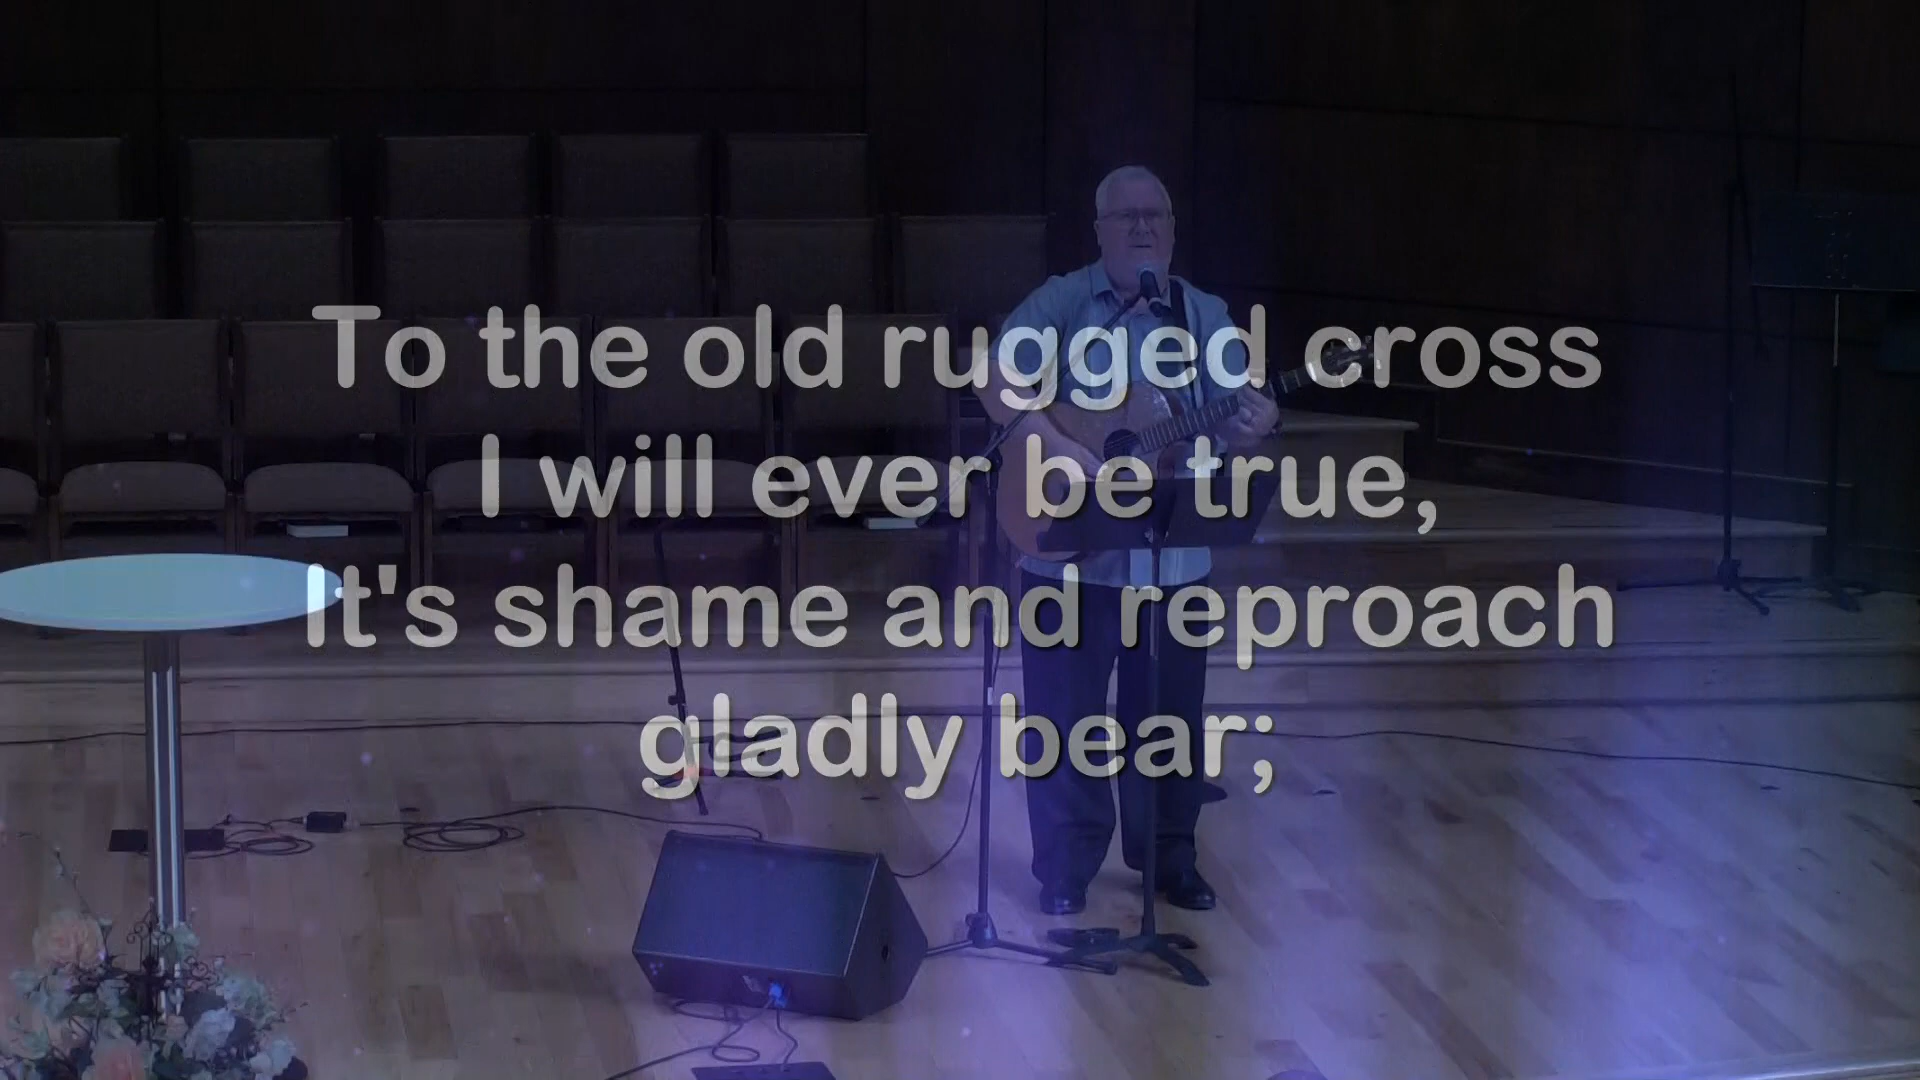 To the old rugged cross
I will ever be true,
It's shame and reproach
gladly bear;